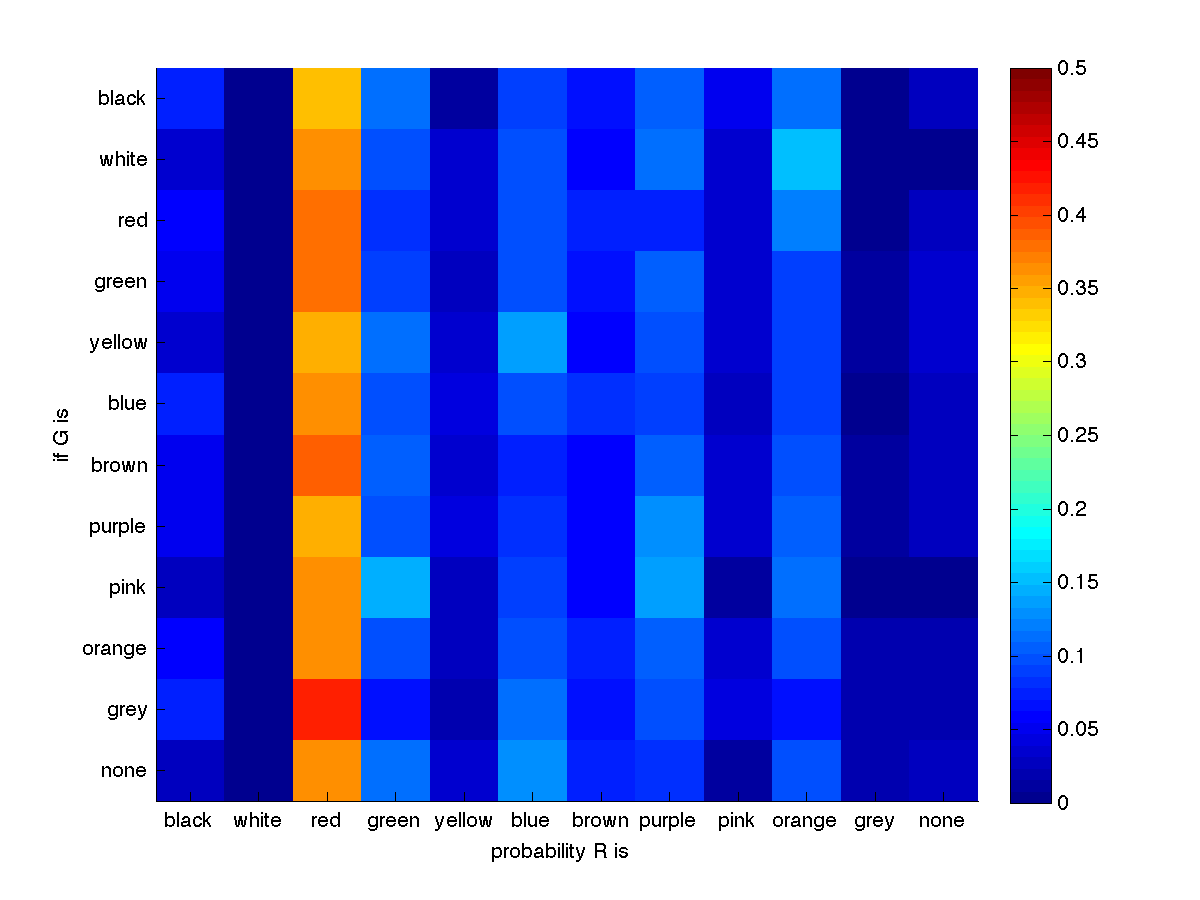 black
white
red
green
yellow
blue
brown
purple
pink
orange
grey
none
if G is
black white red green yellow blue brown purple pink orange grey none
probability R is
0.5
0.45
0.4
0.35
0.3
0.25
0.2
0.15
0.1
0.05
0